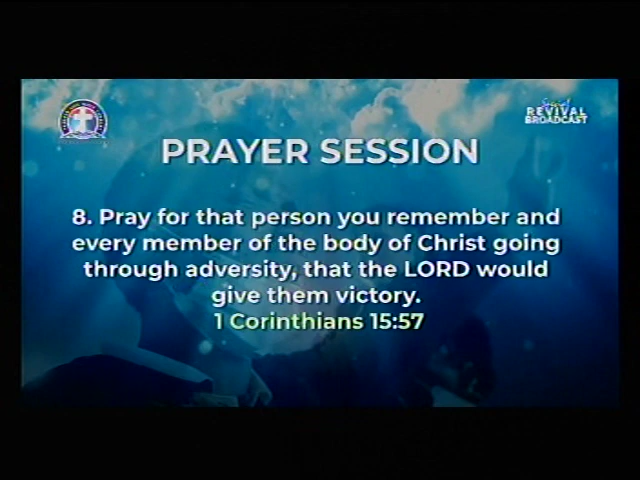 Special
REVIVAL
BROADCAST
PRAYER SESSION
8. Pray for that person you remember and
every member of the body of Christ going
through adversity, that the LORD would
give them victory.
1 Corinthians 15:57